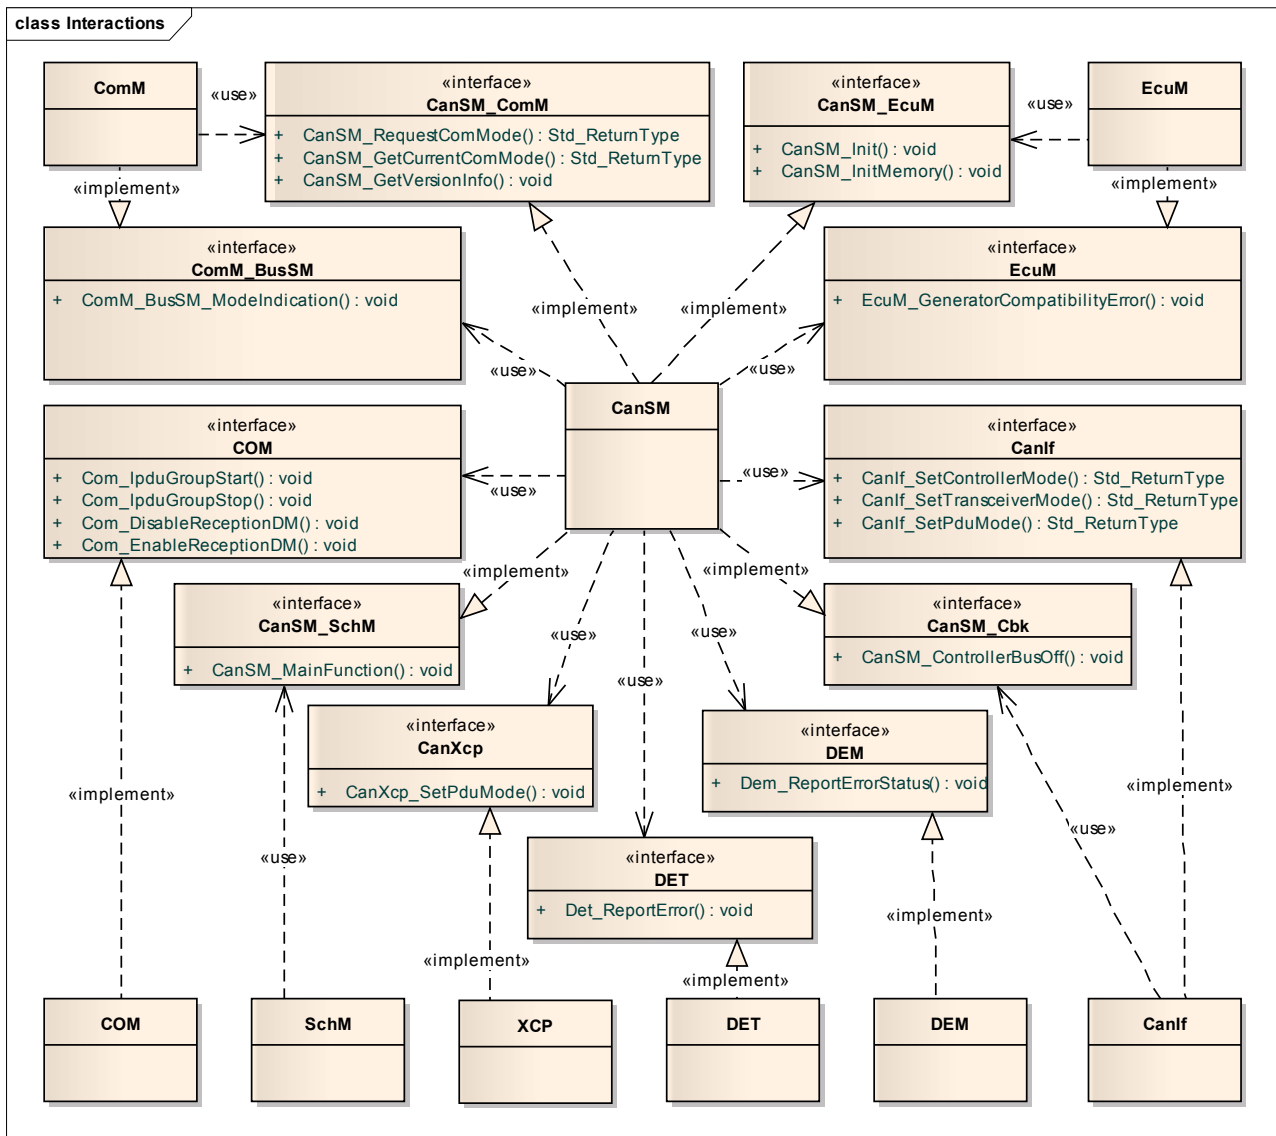 class Interactions
ComM
«use»
«interface»
CanSM_ComM
+ CanSM_RequestComMode() : Std_ReturnType
+ CanSM_GetCurrentComMode() : Std_ReturnType
+ CanSM_GetVersionInfo() : void
«interface»
CanSM_EcuM
+ CanSM_Init() : void
+ CanSM_InitMemory() : void
«use»
EcuM
«implement»
«implement»
«interface»
ComM_BusSM
+ ComM_BusSM_ModeIndication() : void
«implement»
«implement»
«interface»
EcuM
+ EcuM_GeneratorCompatibilityError() : void
«use»
«use»
CanSM
«interface»
COM
+ Com_IpduGroupStart() : void
+ Com_IpduGroupStop() : void
+ Com_DisableReceptionDM() : void
+ Com_EnableReceptionDM() : void
«use»
«use»
«interface»
CanIf
+ CanIf_SetControllerMode() : Std_ReturnType
+ CanIf_SetTransceiverMode() : Std_ReturnType
+ CanIf_SetPduMode() : Std_ReturnType
«implement»
«implement»
«interface»
CanSM_SchM
+ CanSM_MainFunction() : void
«use»
«use»
«use»
«interface»
CanSM_Cbk
+ CanSM_ControllerBusOff() : void
«interface»
CanXcp
+ CanXcp_SetPduMode() : void
«interface»
DEM
+ Dem_ReportErrorStatus() : void
«implement»
«implement»
«use»
«use»
«interface»
DET
+ Det_ReportError() : void
«implement»
«implement»
«implement»
COM
SchM
XCP
DET
DEM
CanIf